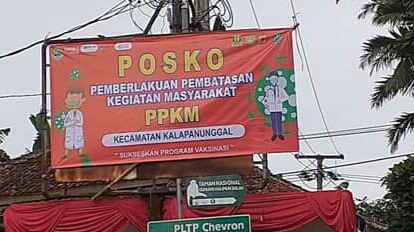 POSKO
PEMBERLAKUAN PEMBATASAN
KEGIATAN MASYARAKAT
PPKM
KECAMATAN KALAPANUNGGAL
"SUKSESKAN PROGRAM VAKSINASI"
TAMAN NASIONAL
PLTP Chevron